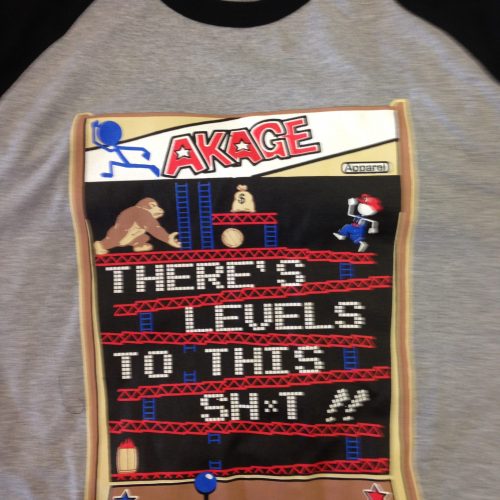 AKAGE
Apparel
$
THERE'S
LEVELS
TO THIS
SH*T !!